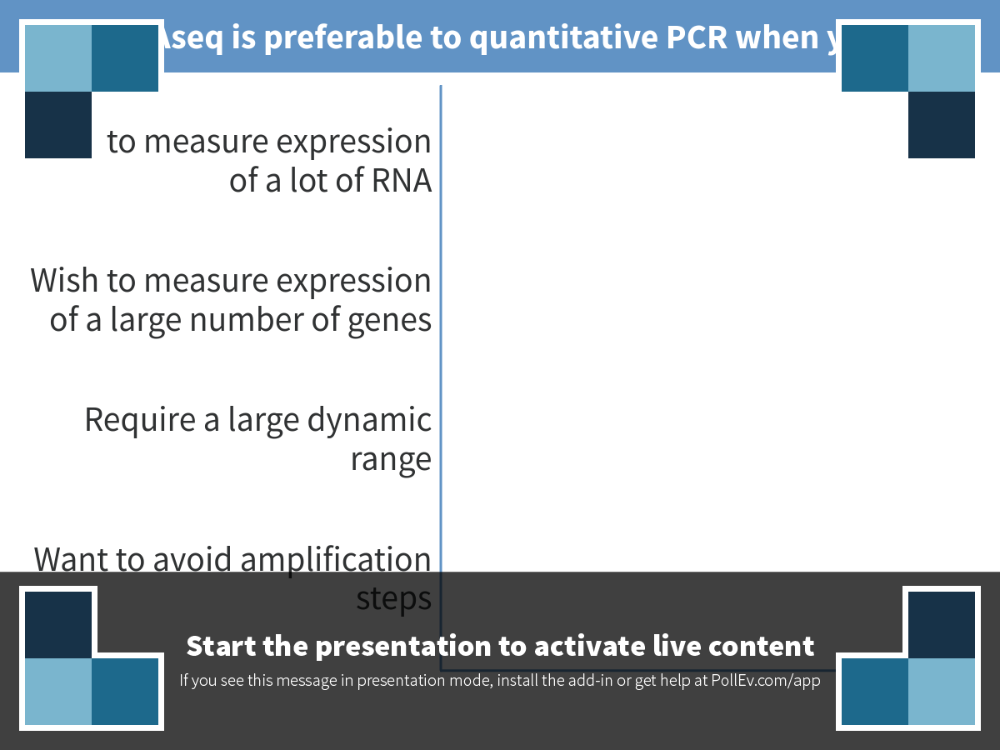 Aseq is preferable to quantitative PCR when y
to measure expression
of a lot of RNA
Wish to measure expression
of a large number of genes
Require a large dynamic
range
Want to avoid amplification
steps
Start the presentation to activate live content
If you see this message in presentation mode, install the add-in or get help at PollEv.com/app